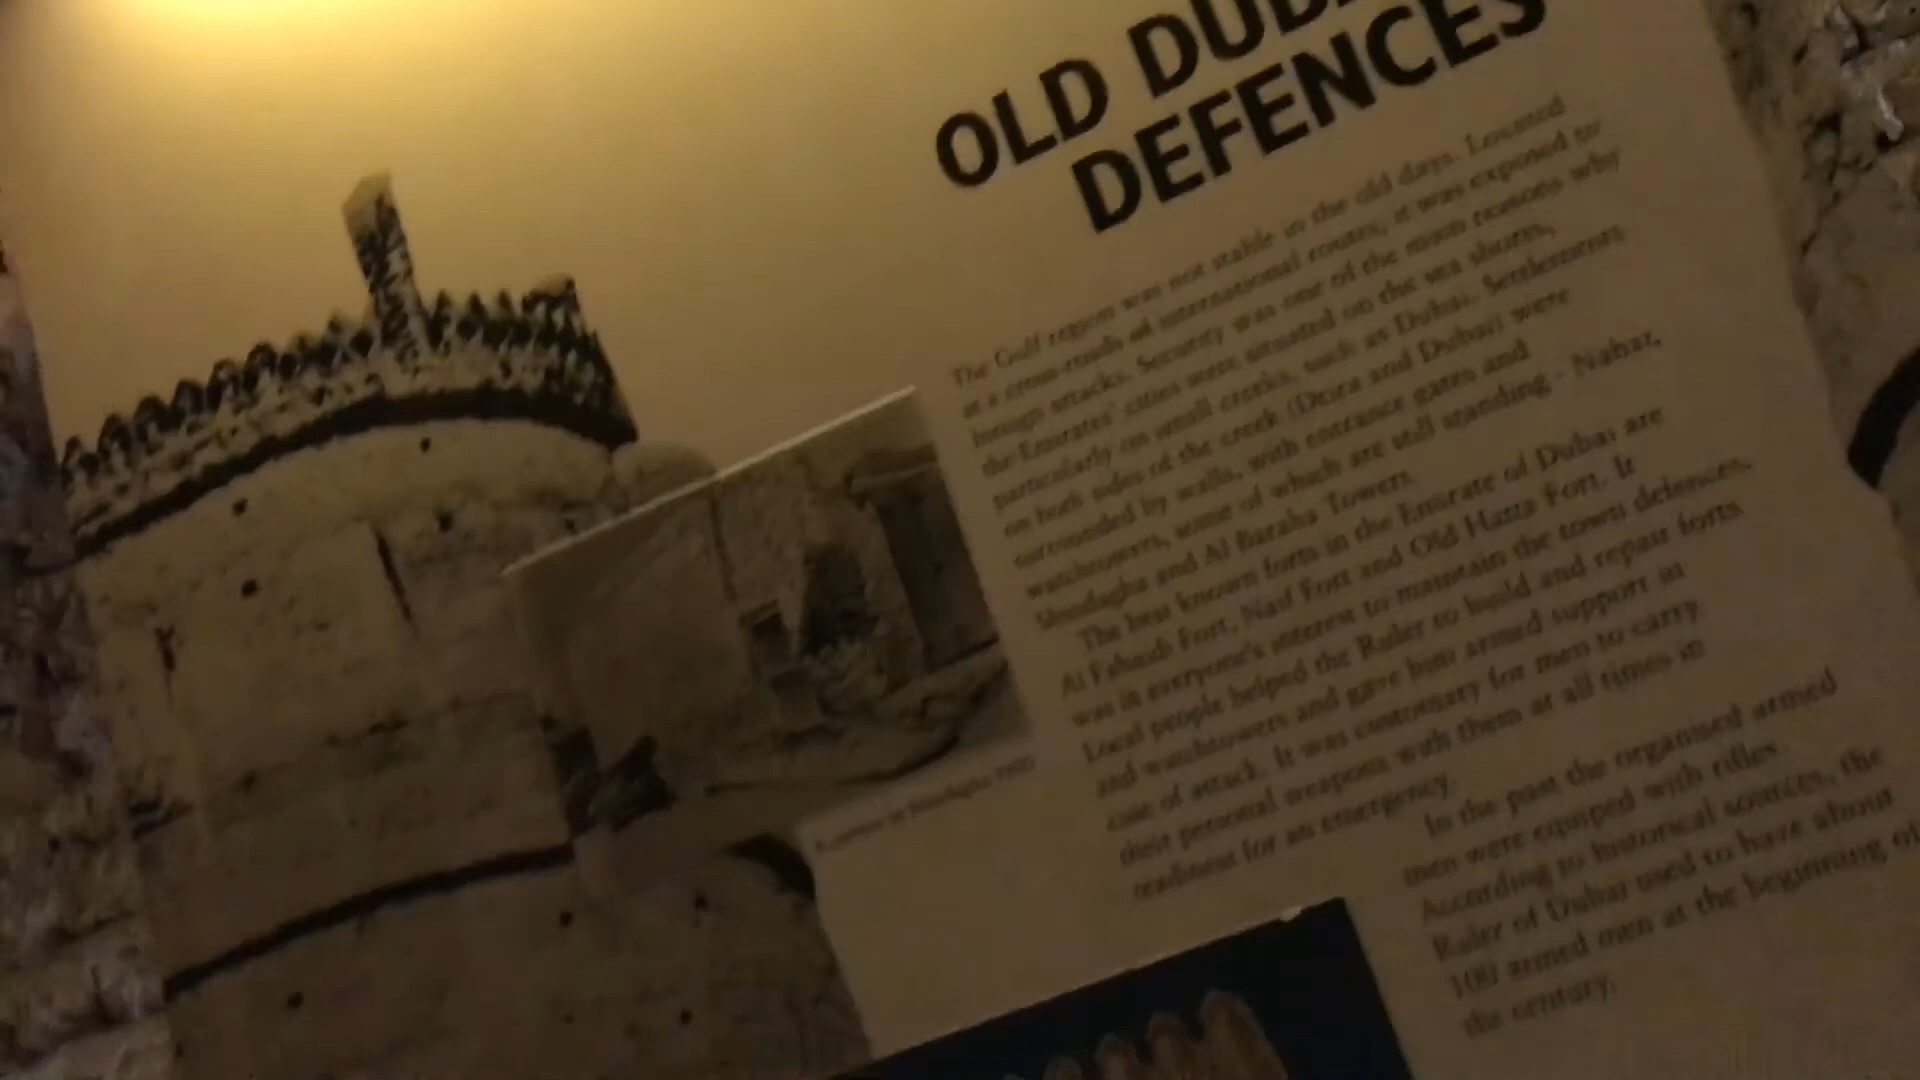 OLD DUBAI
DEFENCES
The Gulf region was not stable in the old days. Located
at a cross-roads of international routes, it was exposed to
foreign attacks. Security was one of the main reasons why
the Emirates' cities were situated on the sea shores,
particularly on small creeks, such as Dubai. Settlements
on both sides of the creek (Deira and Dubai) were
surrounded by walls, with entrance gates and
watchtowers, some of which are still standing - Nahar,
Shindagha and Al Baraha Towers.
The best known forts in the Emirate of Dubai are
Al Fahaidi Fort, Naif Fort and Old Hatta Fort. It
was in everyone's interest to maintain the town defences.
Local people helped the Ruler to build and repair forts
and watchtowers and gave him armed support in
case of attack. It was customary for men to carry
their personal weapons with them at all times in
readiness for an emergency.
In the past the organised armed
men were equiped with rifles.
According to historical sources, the
Ruler of Dubai used to have about
100 armed men at the beginning of
the century.
in Shindagha